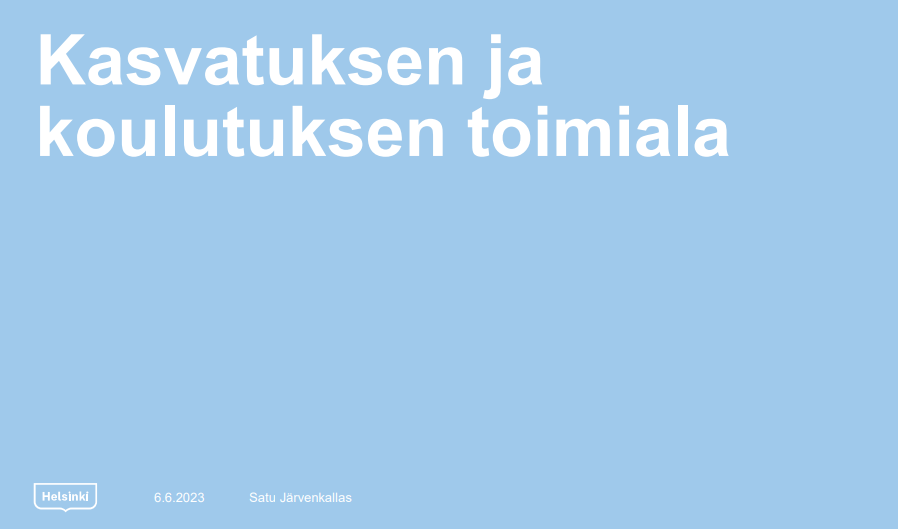 Kasvatuksen ja
koulutuksen toimiala
Helsinki 6.6.2023 Satu Järvenkallas